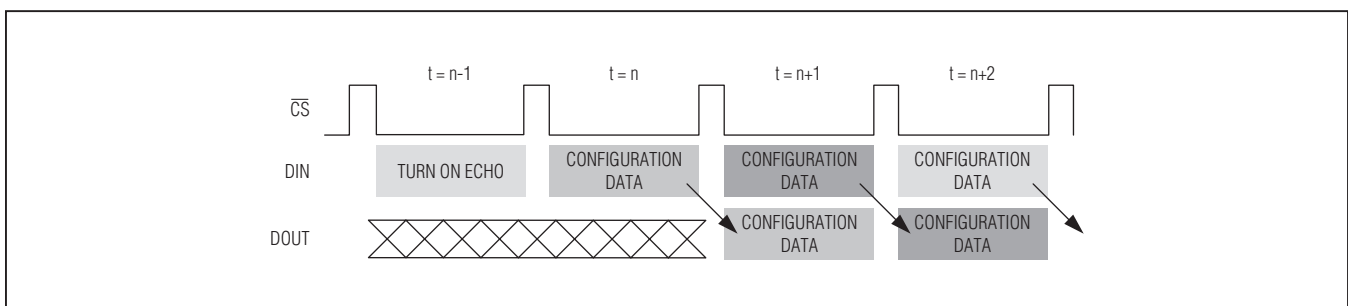 t = n-1 t = n t = n+1 t = n+2
CS
DIN TURN ON ECHO CONFIGURATION DATA CONFIGURATION DATA CONFIGURATION DATA
DOUT CONFIGURATION DATA CONFIGURATION DATA